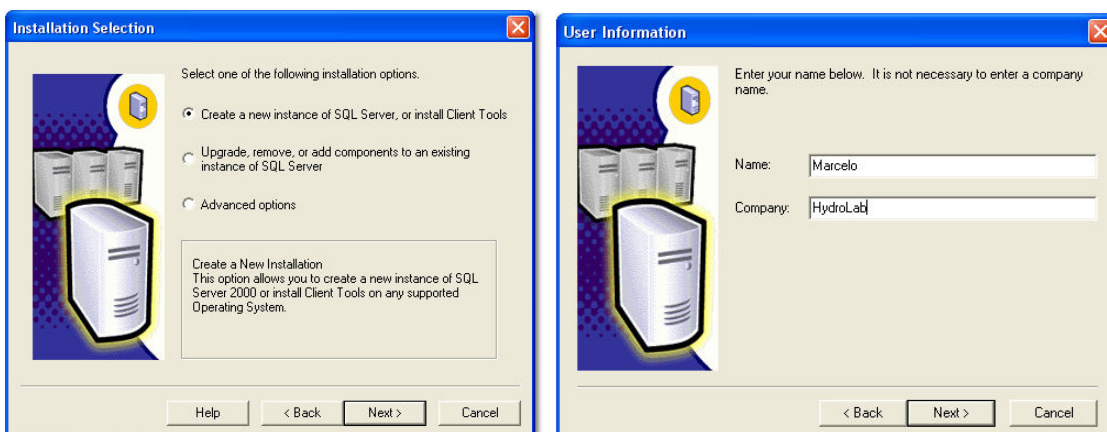 Installation Selection
Select one of the following installation options.
Create a new instance of SQL Server, or install Client Tools
Upgrade, remove, or add components to an existing
instance of SQL Server
Advanced options
Create a New Installation
This option allows you to create a new instance of SQL
Server 2000 or install Client Tools on any supported
Operating System.
Help
< Back
Next >
Cancel
User Information
Enter your name below. It is not necessary to enter a company
name.
Name:
Marcelo
Company:
HydroLab
< Back
Next >
Cancel